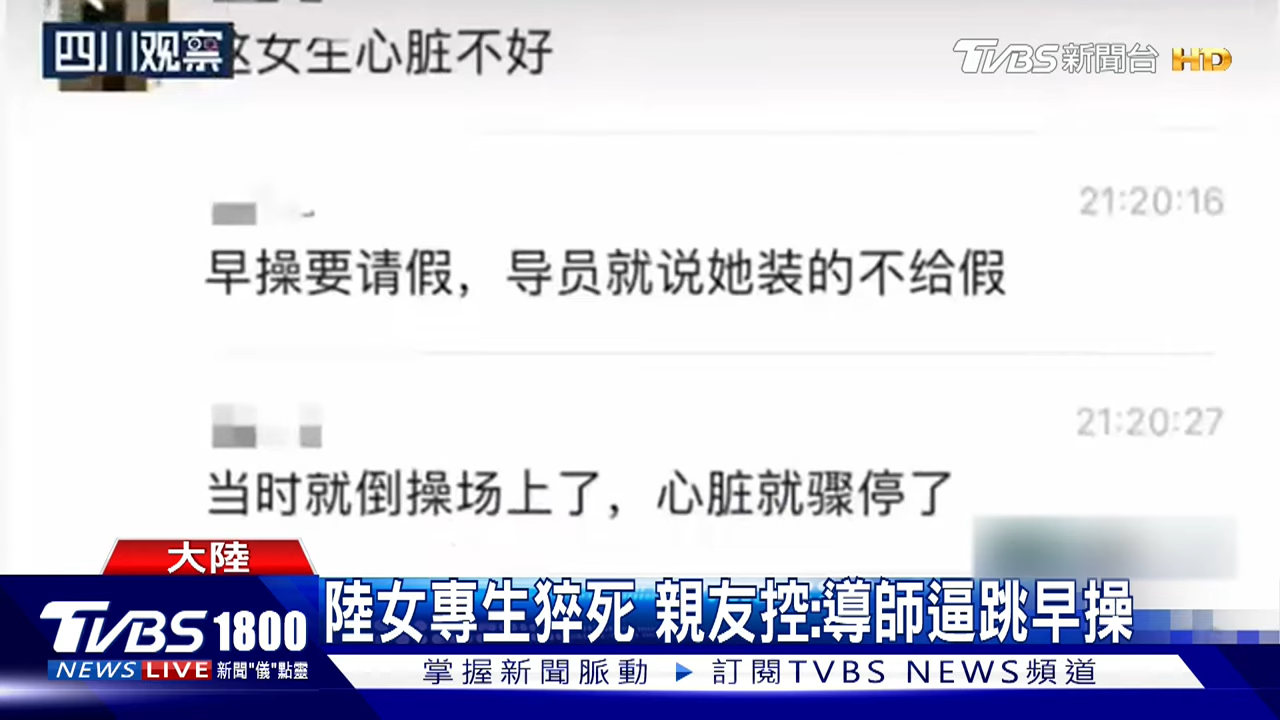 四川观察
这女生心脏不好
TVBS新聞台 HD
21:20:16
早操要请假，导员就说她装的不给假
21:20:27
当时就倒操场上了，心脏就骤停了
大陸
陸女專生猝死 親友控:導師逼跳早操
TVBS 1800
NEWS LIVE 新聞"儀"點靈
掌握新聞脈動 ▶ 訂閱TVBS NEWS頻道